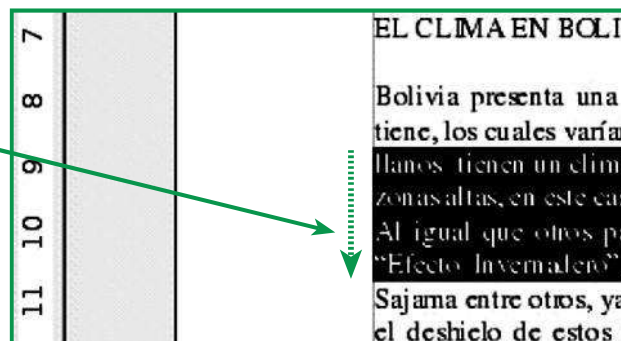 7
8
9
10
11
EL CLIMA EN BOLI
Bolivia presenta una
tiene, los cuales varían
llanos tienen un clim
zonas altas, en este ca
Al igual que otros pa
“Efecto Invernadero”
Sajama entre otros, ya
el deshielo de estos